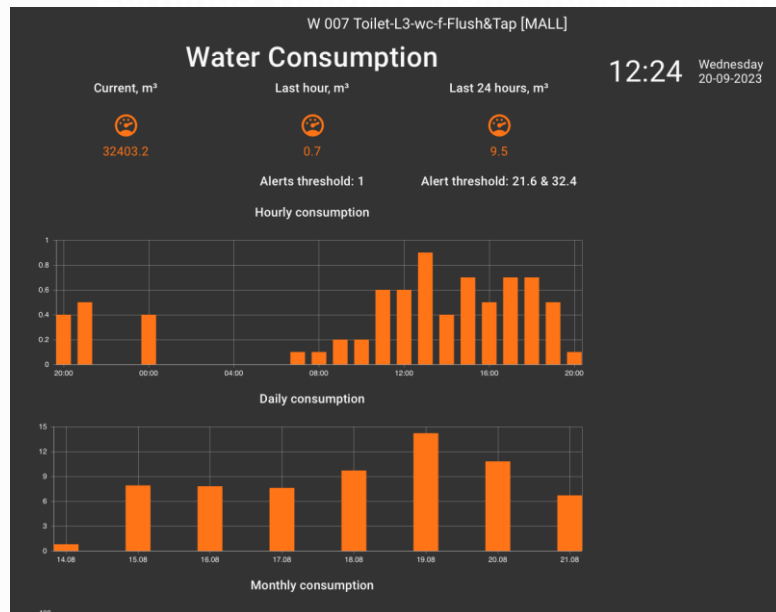 W 007 Toilet-L3-wc-f-Flush&Tap [MALL]
Water Consumption
12:24
Wednesday
20-09-2023
Current, m³ Last hour, m³ Last 24 hours, m³
32403.2 0.7 9.5
Alerts threshold: 1 Alert threshold: 21.6 & 32.4
Hourly consumption
1
0.8
0.6
0.4
0.2
0
20:00 00:00 04:00 08:00 12:00 16:00 20:00
Daily consumption
15
12
9
6
3
0
14.08 15.08 16.08 17.08 18.08 19.08 20.08 21.08
Monthly consumption